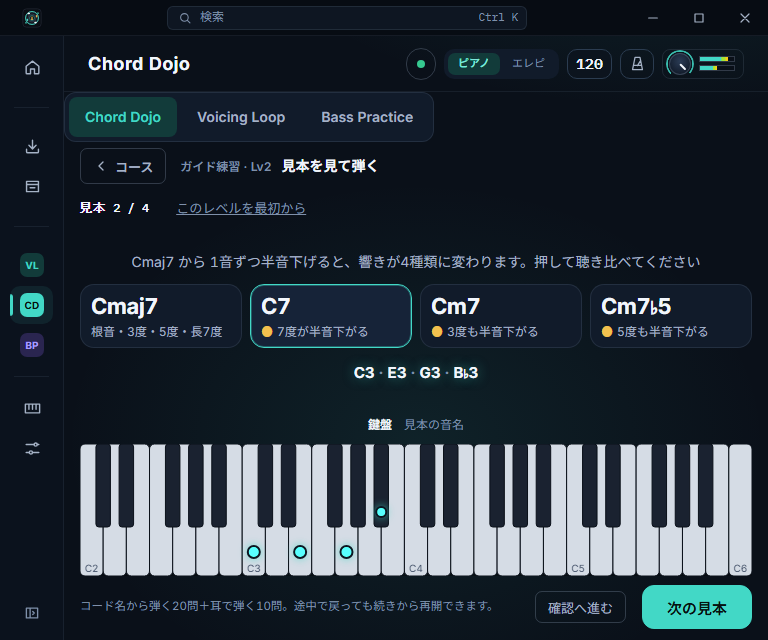 検索 Ctrl K
Chord Dojo ピアノ エレピ 120
Chord Dojo Voicing Loop Bass Practice
コース ガイド練習・Lv2 見本を見て弾く
見本 2 / 4 このレベルを最初から
Cmaj7 から 1音ずつ半音下げると、響きが4種類に変わります。押して聴き比べてください
Cmaj7 C7 Cm7 Cm7♭5
根音・3度・5度・長7度 7度が半音下がる 3度も半音下がる 5度も半音下がる
VL
CD
BP
C3 · E3 · G3 · B♭3
鍵盤 見本の音名
C2 C3 C4 C5 C6
コード名から弾く20問＋耳で弾く10問。途中で戻っても続きから再開できます。 確認へ進む 次の見本